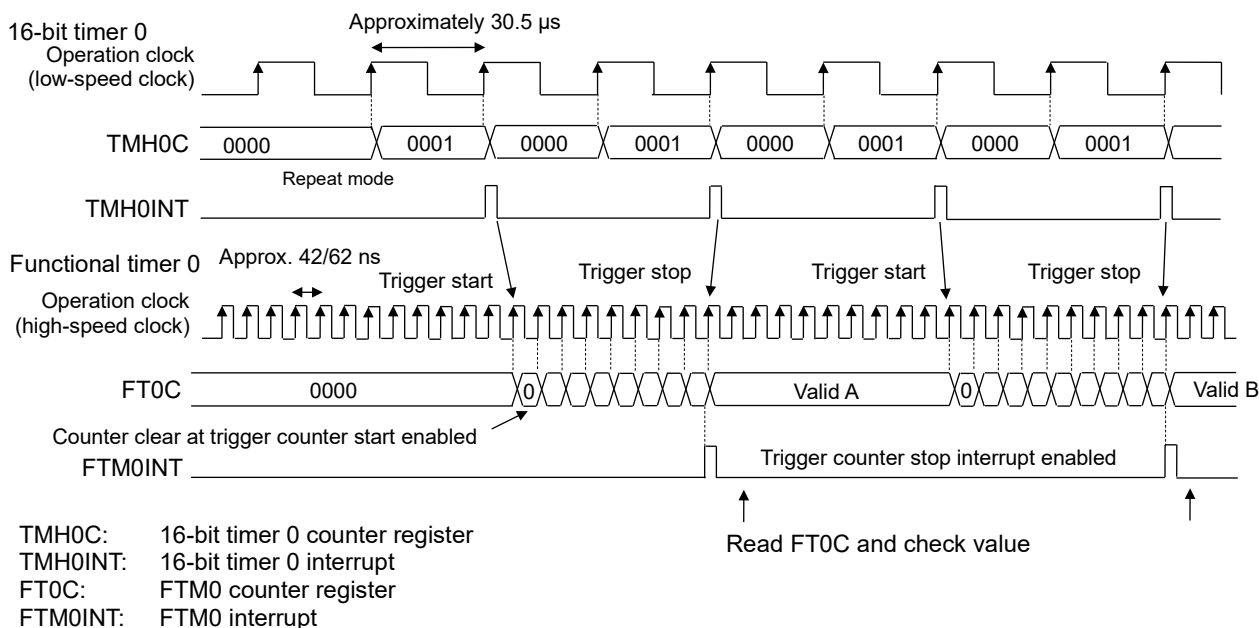 Approximately 30.5 µs
16-bit timer 0
Operation clock
(low-speed clock)
TMH0C
0000
0001
0000
0001
0000
0001
0000
0001
Repeat mode
TMH0INT
Functional timer 0
Approx. 42/62 ns
Trigger start
Trigger stop
Trigger start
Trigger stop
Operation clock
(high-speed clock)
FT0C
0000
0
Valid A
0
Valid B
Counter clear at trigger counter start enabled
FTM0INT
Trigger counter stop interrupt enabled
Read FT0C and check value
TMH0C: 16-bit timer 0 counter register
TMH0INT: 16-bit timer 0 interrupt
FT0C: FTM0 counter register
FTM0INT: FTM0 interrupt